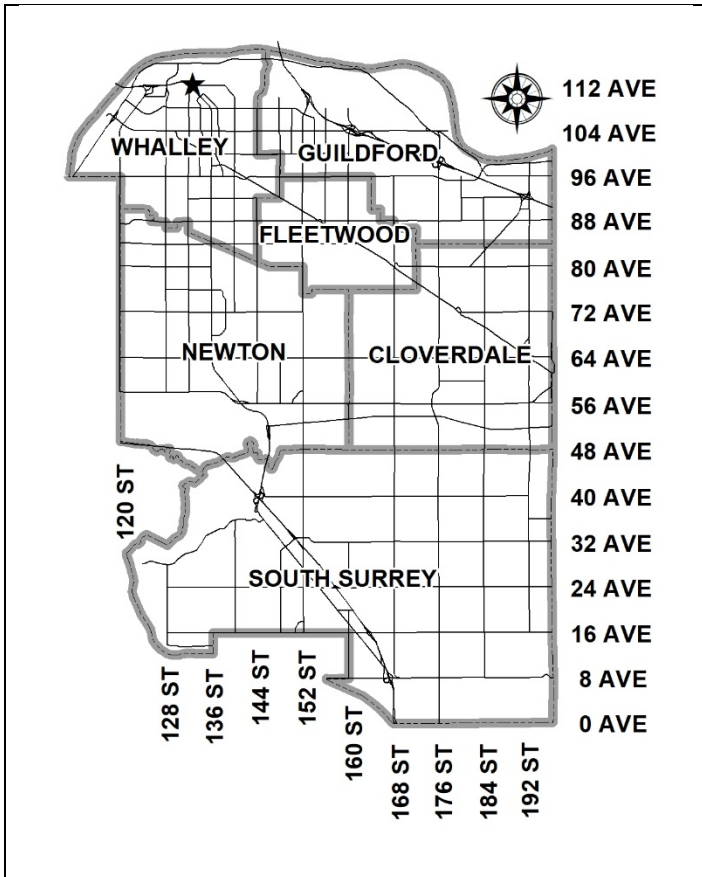 112 AVE
104 AVE
WHALLEY
GUILDFORD
96 AVE
88 AVE
FLEETWOOD
80 AVE
72 AVE
NEWTON
CLOVERDALE
64 AVE
56 AVE
48 AVE
120 ST
40 AVE
32 AVE
SOUTH SURREY
24 AVE
16 AVE
8 AVE
0 AVE
128 ST
136 ST
144 ST
152 ST
160 ST
168 ST
176 ST
184 ST
192 ST